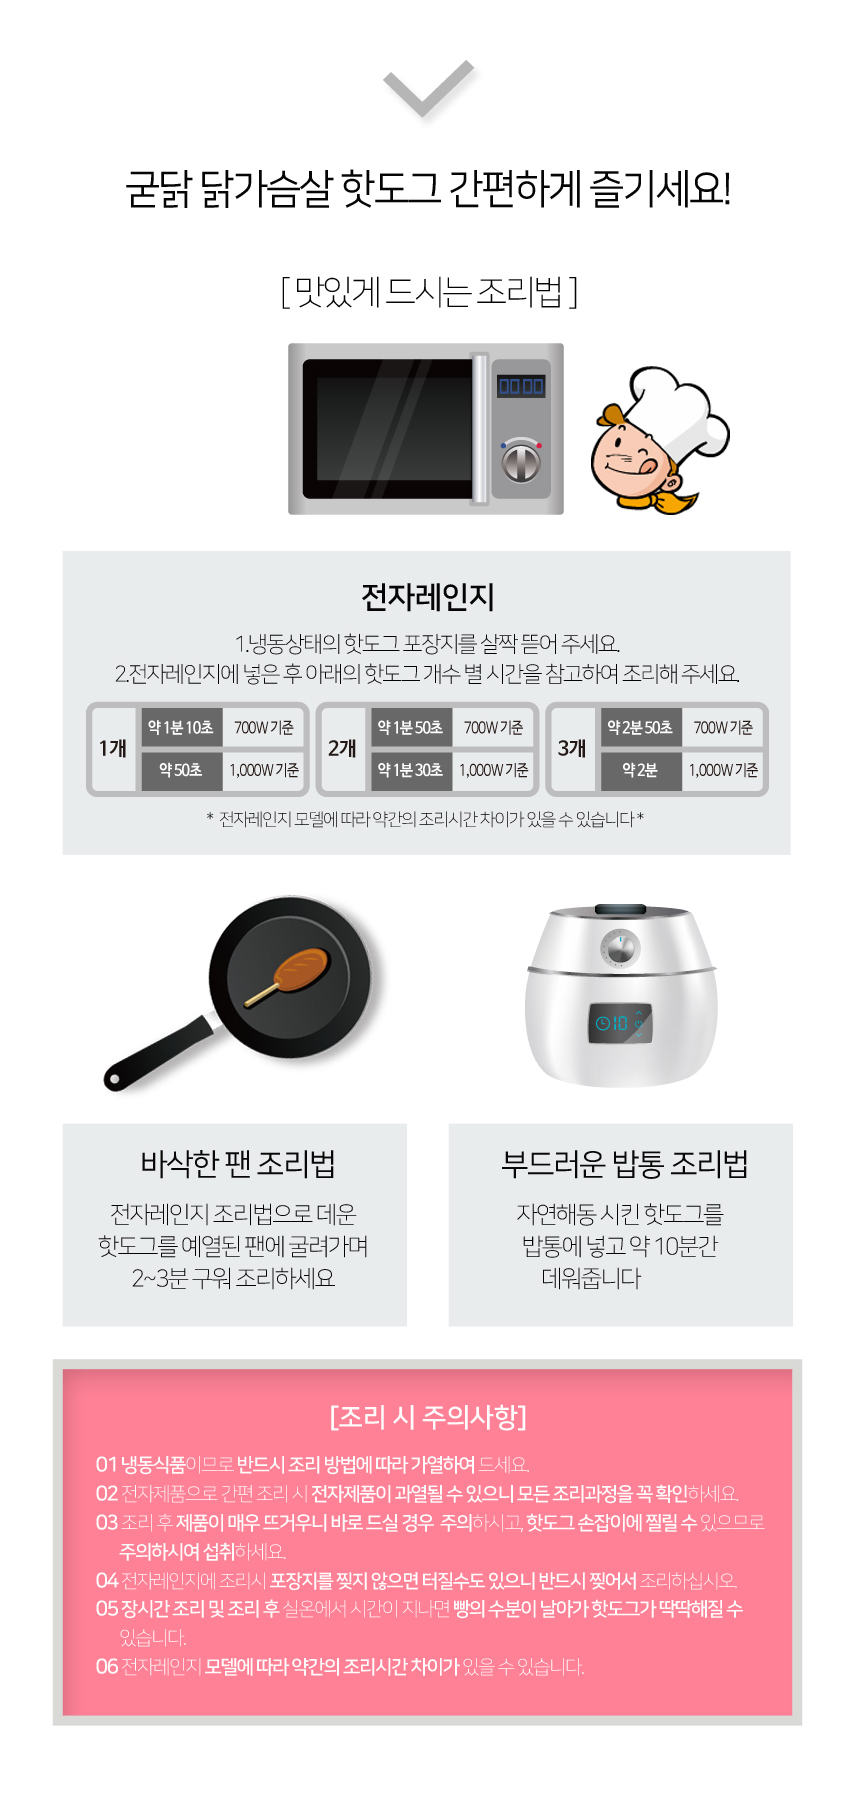 굳닭 닭가슴살 핫도그 간편하게 즐기세요!
[ 맛있게 드시는 조리법 ]
00:00
전자레인지
1.냉동상태의 핫도그 포장지를 살짝 뜯어 주세요.
2.전자레인지에 넣은 후 아래의 핫도그 개수 별 시간을 참고하여 조리해 주세요.
1개 약 1분 10초 700W 기준
약 50초 1,000W 기준
2개 약 1분 50초 700W 기준
약 1분 30초 1,000W 기준
3개 약 2분 50초 700W 기준
약 2분 1,000W 기준
* 전자레인지 모델에 따라 약간의 조리시간 차이가 있을 수 있습니다 *
10
바삭한 팬 조리법
전자레인지 조리법으로 데운
핫도그를 예열된 팬에 굴려가며
2~3분 구워 조리하세요
부드러운 밥통 조리법
자연해동 시킨 핫도그를
밥통에 넣고 약 10분간
데워줍니다
[조리 시 주의사항]
01 냉동식품이므로 반드시 조리 방법에 따라 가열하여 드세요.
02 전자제품으로 간편 조리 시 전자제품이 과열될 수 있으니 모든 조리과정을 꼭 확인하세요.
03 조리 후 제품이 매우 뜨거우니 바로 드실 경우 주의하시고, 핫도그 손잡이에 찔릴 수 있으므로
주의하시여 섭취하세요.
04 전자레인지에 조리시 포장지를 찢지 않으면 터질수도 있으니 반드시 찢어서 조리하십시오.
05 장시간 조리 및 조리 후 실온에서 시간이 지나면 빵의 수분이 날아가 핫도그가 딱딱해질 수
있습니다.
06 전자레인지 모델에 따라 약간의 조리시간 차이가 있을 수 있습니다.